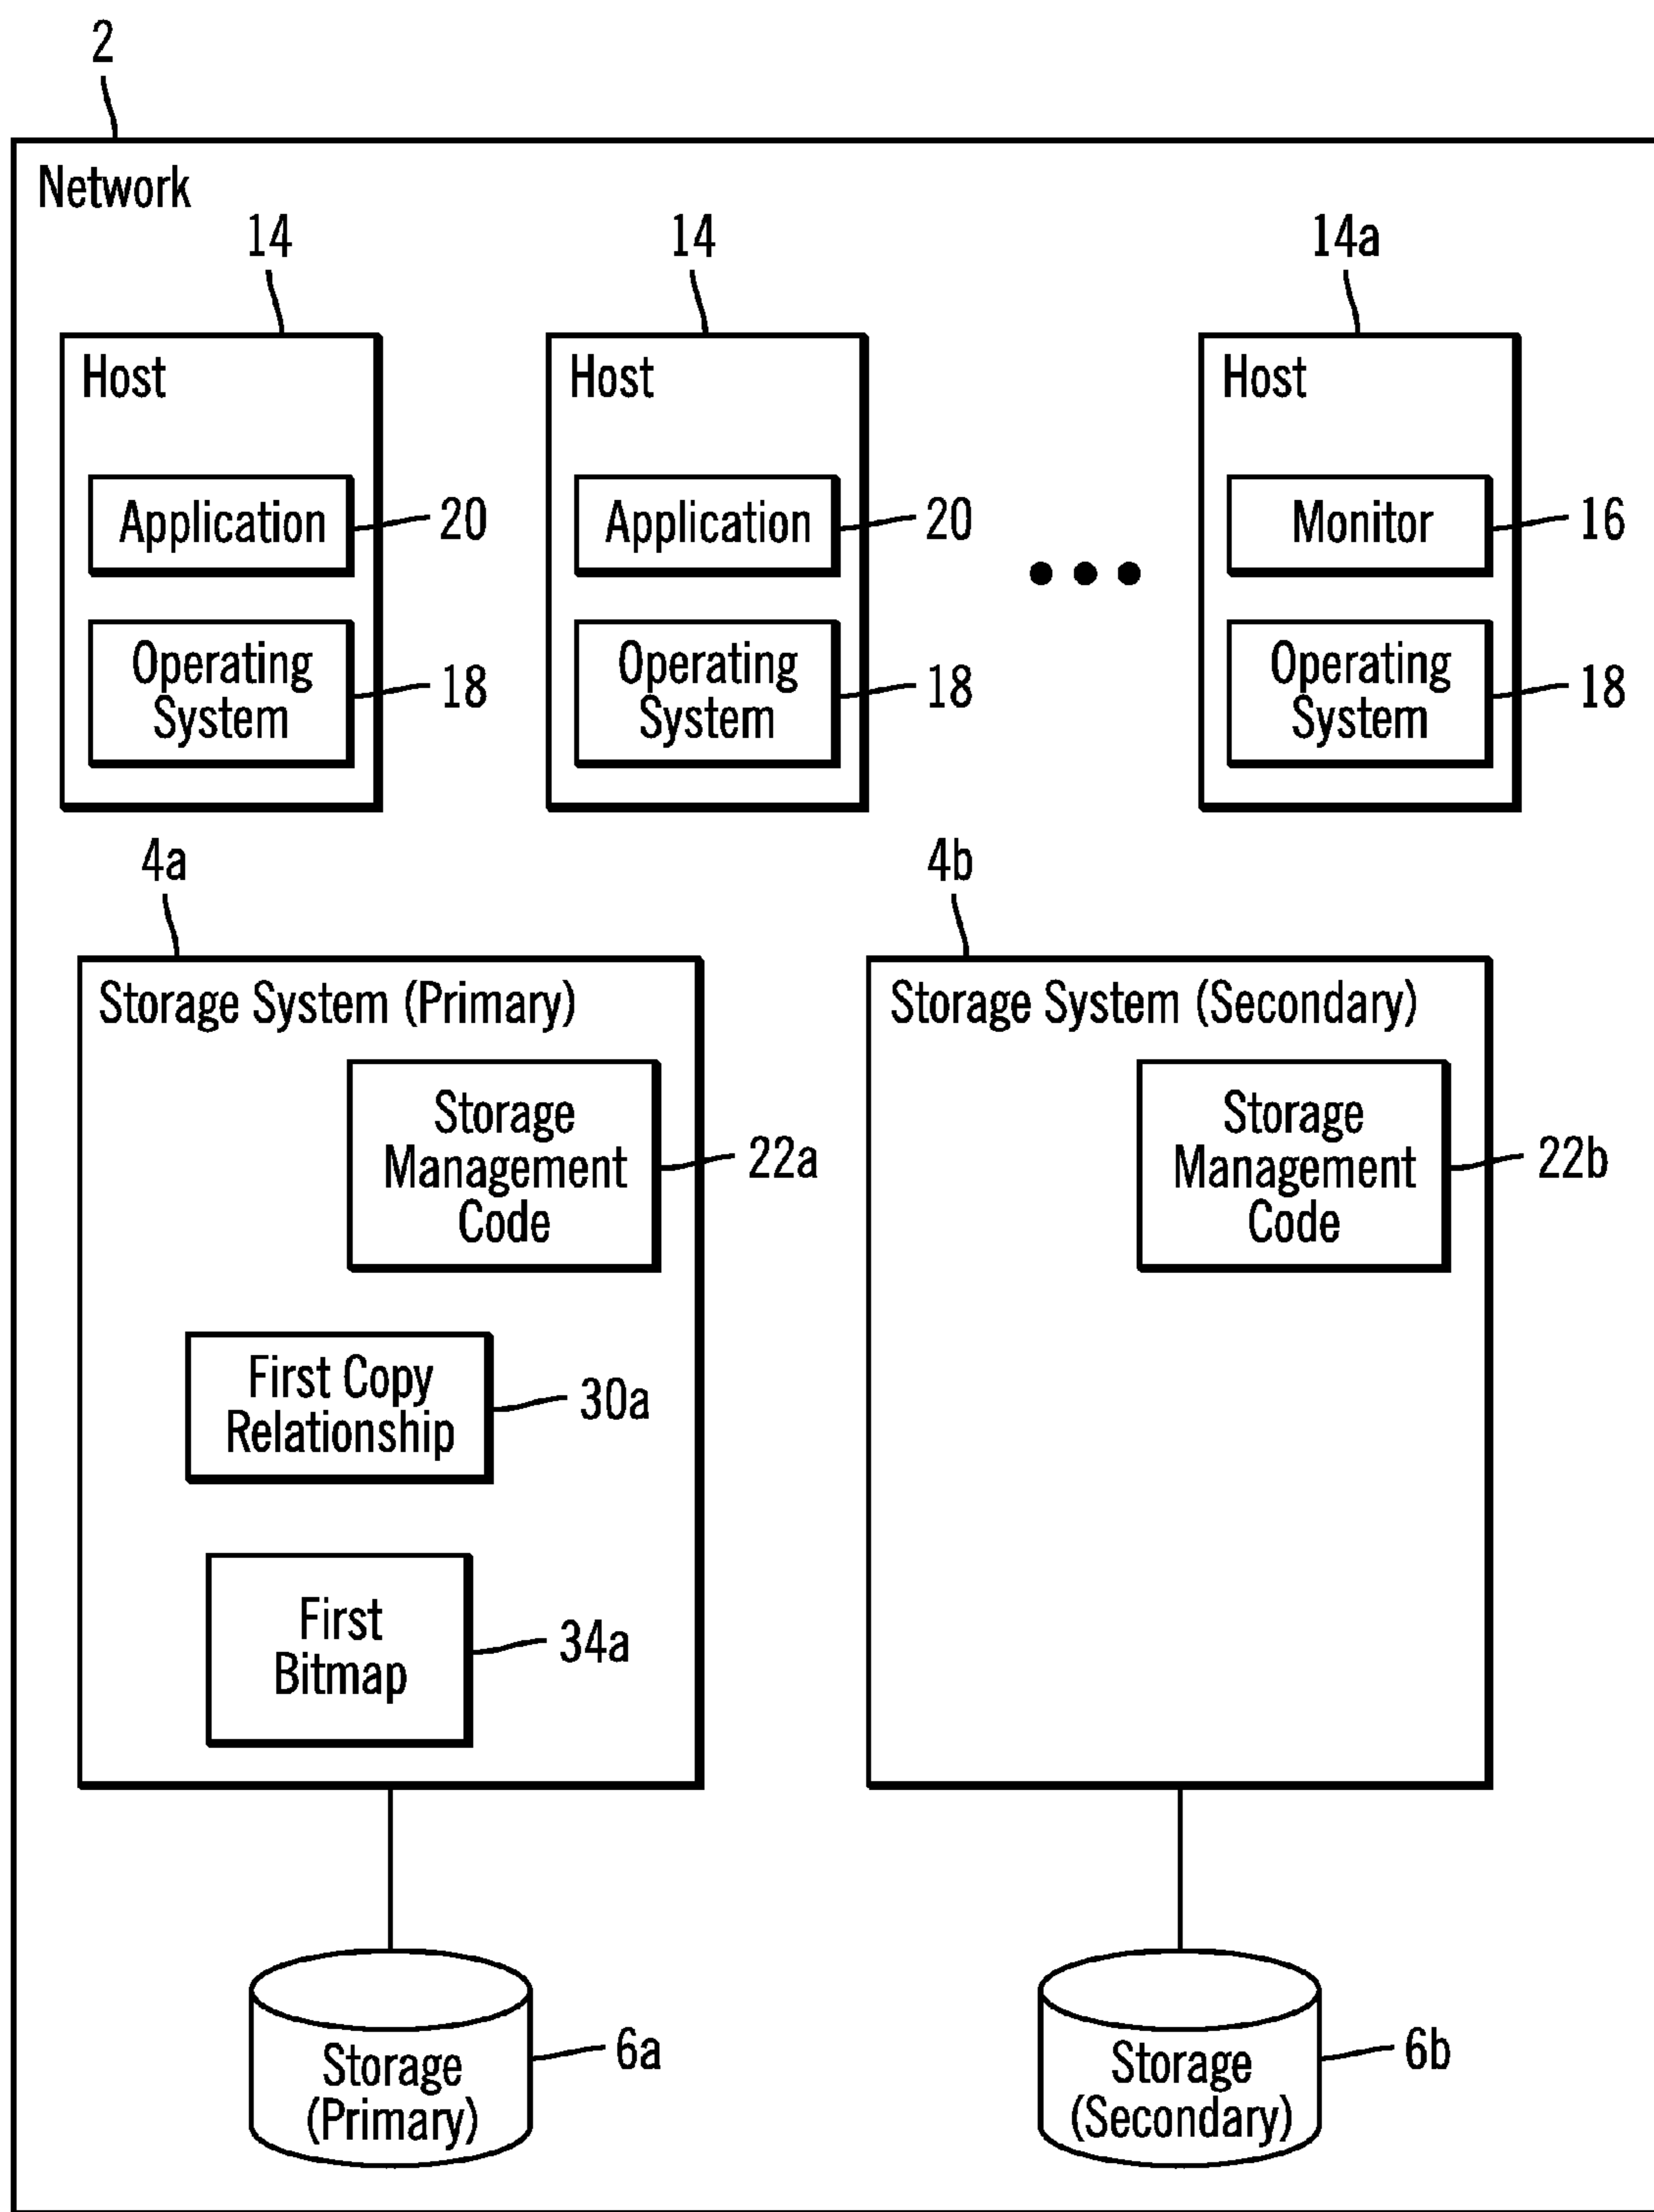 2
Network
14
14
14a
Host
Host
Host
Application
20
Application
20
Monitor
16
Operating
System
18
Operating
System
18
Operating
System
18
4a
4b
Storage System (Primary)
Storage System (Secondary)
Storage
Management
Code
22a
Storage
Management
Code
22b
First Copy
Relationship
30a
First
Bitmap
34a
Storage
(Primary)
6a
Storage
(Secondary)
6b